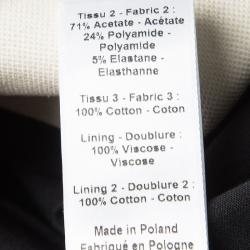 Tissu 2 - Fabric 2 :
71% Acetate - Acétate
24% Polyamide -
Polyamide
5% Elastane -
Elasthanne
Tissu 3 - Fabric 3 :
100% Cotton - Coton
Lining - Doublure :
100% Viscose -
Viscose
Lining 2 - Doublure 2 :
100% Cotton - Coton
Made in Poland
Fabriqué en Pologne